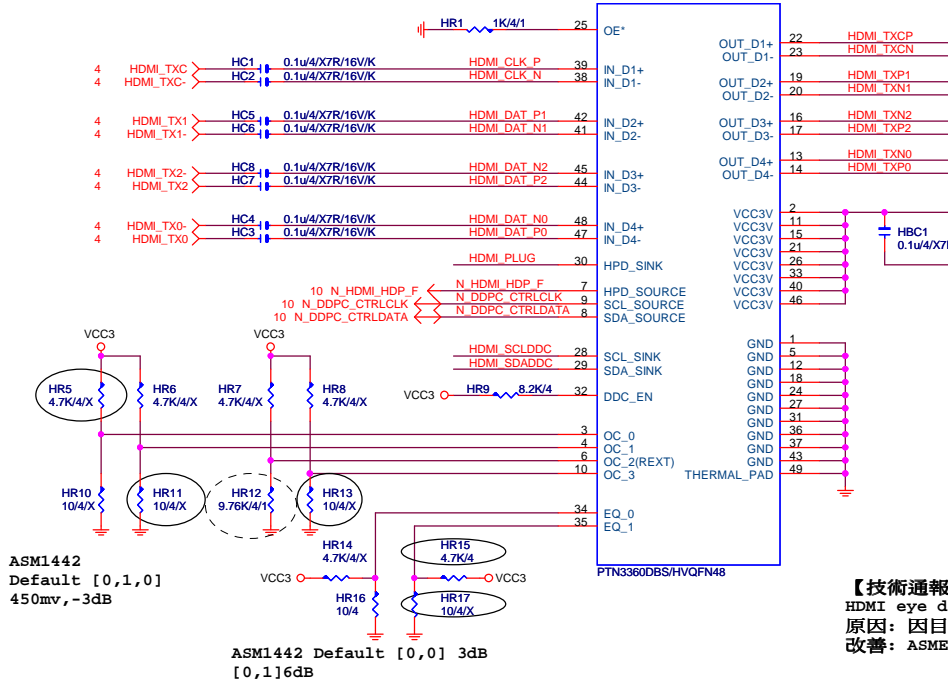 HR1 1K/4/1 25 OE*
22 HDMI_TXCP
OUT_D1+
23 HDMI_TXCN
OUT_D1-
4 HDMI_TXC HC1 0.1u/4/X7R/16V/K HDMI_CLK_P 39 IN_D1+
4 HDMI_TXC- HC2 0.1u/4/X7R/16V/K HDMI_CLK_N 38 IN_D1-
OUT_D2+ 19 HDMI_TXP1
OUT_D2- 20 HDMI_TXN1
4 HDMI_TX1 HC5 0.1u/4/X7R/16V/K HDMI_DAT_P1 42 IN_D2+
4 HDMI_TX1- HC6 0.1u/4/X7R/16V/K HDMI_DAT_N1 41 IN_D2-
OUT_D3+ 16 HDMI_TXN2
OUT_D3- 17 HDMI_TXP2
4 HDMI_TX2- HC8 0.1u/4/X7R/16V/K HDMI_DAT_N2 45 IN_D3+
4 HDMI_TX2 HC7 0.1u/4/X7R/16V/K HDMI_DAT_P2 44 IN_D3-
OUT_D4+ 13 HDMI_TXN0
OUT_D4- 14 HDMI_TXP0
4 HDMI_TX0- HC4 0.1u/4/X7R/16V/K HDMI_DAT_N0 48 IN_D4+
4 HDMI_TX0 HC3 0.1u/4/X7R/16V/K HDMI_DAT_P0 47 IN_D4-
VCC3V 2
VCC3V 11
VCC3V 15
VCC3V 21
VCC3V 26
VCC3V 33
VCC3V 40
VCC3V 46
HBC1
0.1u/4/X7
HDMI_PLUG 30 HPD_SINK
10 N_HDMI_HDP_F N_HDMI_HDP_F 7 HPD_SOURCE
10 N_DDPC_CTRLCLK N_DDPC_CTRLCLK 9 SCL_SOURCE
10 N_DDPC_CTRLDATA N_DDPC_CTRLDATA 8 SDA_SOURCE
GND 1
GND 5
GND 12
GND 18
GND 24
GND 27
GND 31
GND 36
GND 37
GND 43
THERMAL_PAD 49
HDMI_SCLDDC 28 SCL_SINK
HDMI_SDADDC 29 SDA_SINK
VCC3 HR9 8.2K/4 32 DDC_EN
VCC3 VCC3
HR5 HR6 HR7 HR8
4.7K/4/X 4.7K/4/X 4.7K/4/X 4.7K/4/X
3 OC_0
4 OC_1
6 OC_2(REXT)
10 OC_3
HR10 HR11 HR12 HR13
10/4/X 10/4/X 9.76K/4/1 10/4/X
34 EQ_0
35 EQ_1
HR14
4.7K/4/X
VCC3
HR15
4.7K/4
VCC3
HR16
10/4
HR17
10/4/X
PTN3360DBS/HVQFN48
ASM1442
Default [0,1,0]
450mv,-3dB
ASM1442 Default [0,0] 3dB
[0,1]6dB
【技術通報
HDMI eye d
原因: 因目
改善: ASME